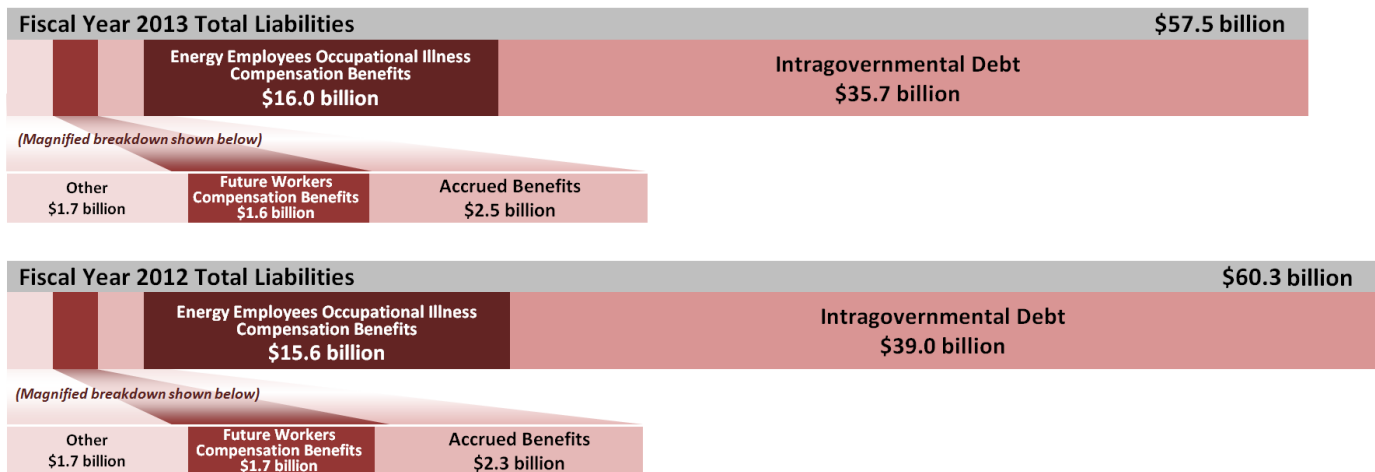 Fiscal Year 2013 Total Liabilities $57.5 billion
Energy Employees Occupational Illness
Compensation Benefits
$16.0 billion
Intragovernmental Debt
$35.7 billion
(Magnified breakdown shown below)
Other
$1.7 billion
Future Workers
Compensation Benefits
$1.6 billion
Accrued Benefits
$2.5 billion
Fiscal Year 2012 Total Liabilities $60.3 billion
Energy Employees Occupational Illness
Compensation Benefits
$15.6 billion
Intragovernmental Debt
$39.0 billion
(Magnified breakdown shown below)
Other
$1.7 billion
Future Workers
Compensation Benefits
$1.7 billion
Accrued Benefits
$2.3 billion